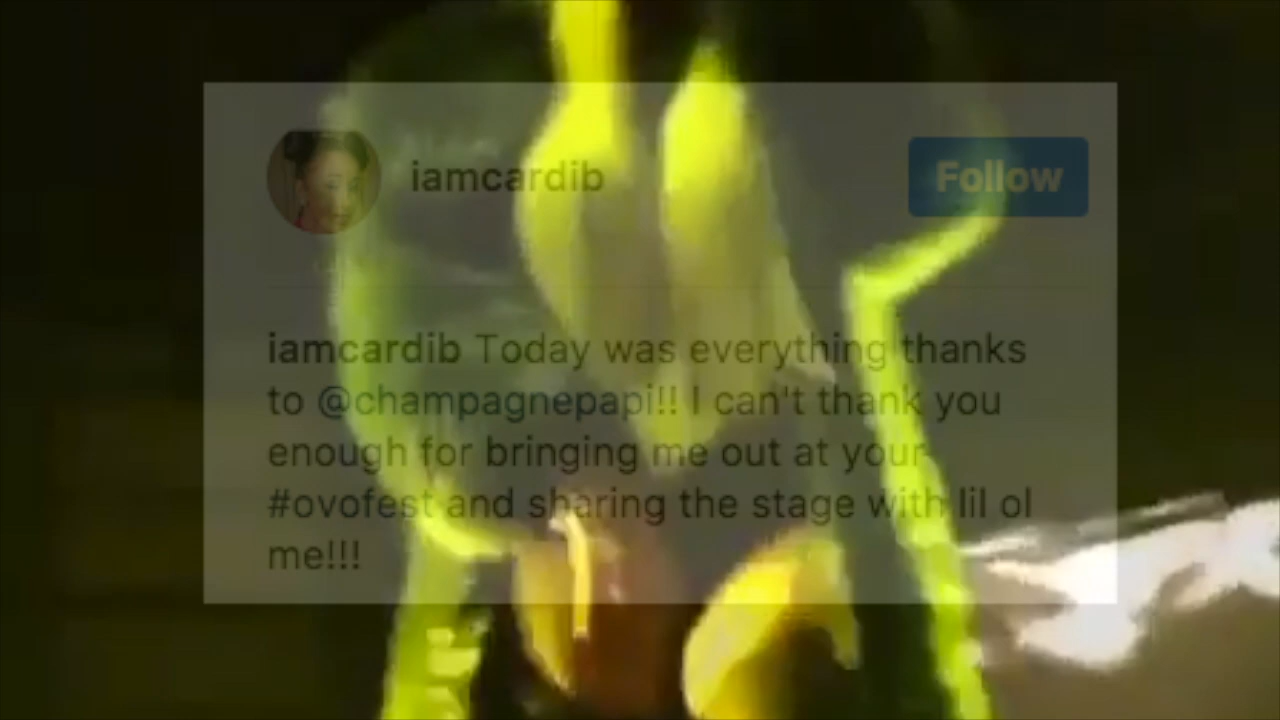 iamcardib
Follow
iamcardib Today was everything thanks
to @champagnepapi!! I can't thank you
enough for bringing me out at your
#ovofest and sharing the stage with lil ol
me!!!